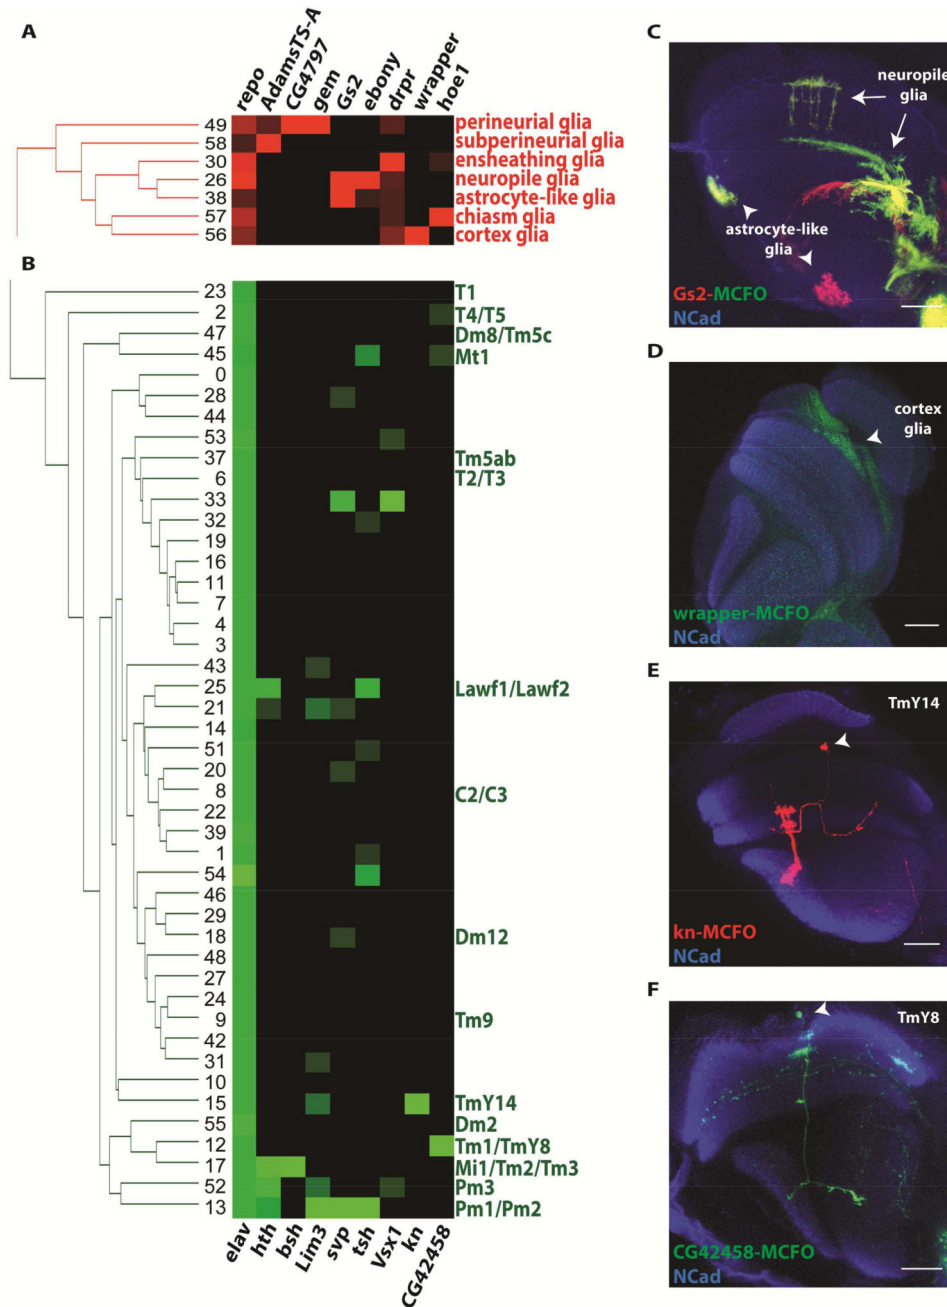 A
repo
AdamsTS-A
CG4797
gem
Gs2
ebony
drpr
wrapper
hoe1
49 perineurial glia
58 subperineurial glia
30 ensheathing glia
26 neuropile glia
38 astrocyte-like glia
57 chiasm glia
56 cortex glia
B
23 T1
2 T4/T5
47 Dm8/Tm5c
45 Mt1
0
28
44
53
37 Tm5ab
6 T2/T3
33
32
19
16
11
7
4
3
43
25 Lawf1/Lawf2
21
14
51
20
8 C2/C3
22
39
1
54
46
29
18 Dm12
48
27
24
9 Tm9
42
31
10
15 TmY14
55 Dm2
12 Tm1/TmY8
17 Mi1/Tm2/Tm3
52 Pm3
13 Pm1/Pm2
elav
hth
bsh
Lim3
svp
tsh
Vsx1
kn
CG42458
C
neuropile
glia
astrocyte-like
glia
Gs2-MCFO
NCad
D
cortex
glia
wrapper-MCFO
NCad
E
TmY14
kn-MCFO
NCad
F
TmY8
CG42458-MCFO
NCad